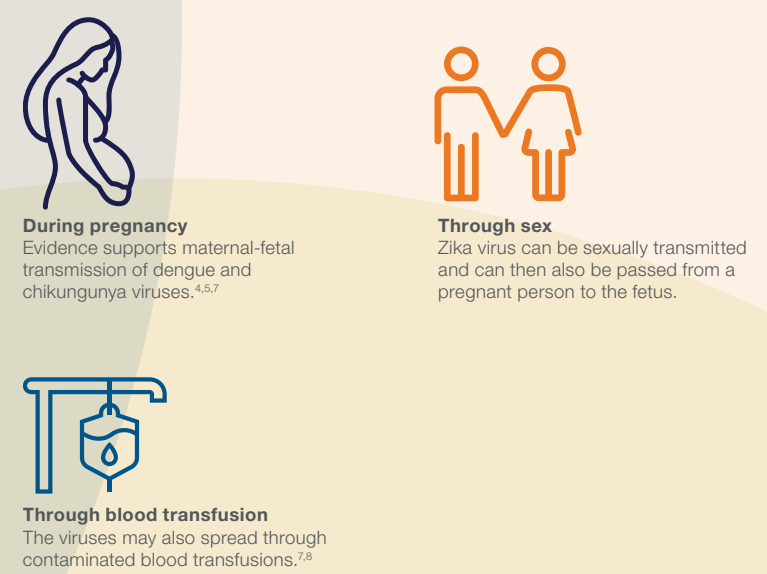 During pregnancy
Evidence supports maternal-fetal
transmission of dengue and
chikungunya viruses.4,5,7
Through sex
Zika virus can be sexually transmitted
and can then also be passed from a
pregnant person to the fetus.
Through blood transfusion
The viruses may also spread through
contaminated blood transfusions.7,8